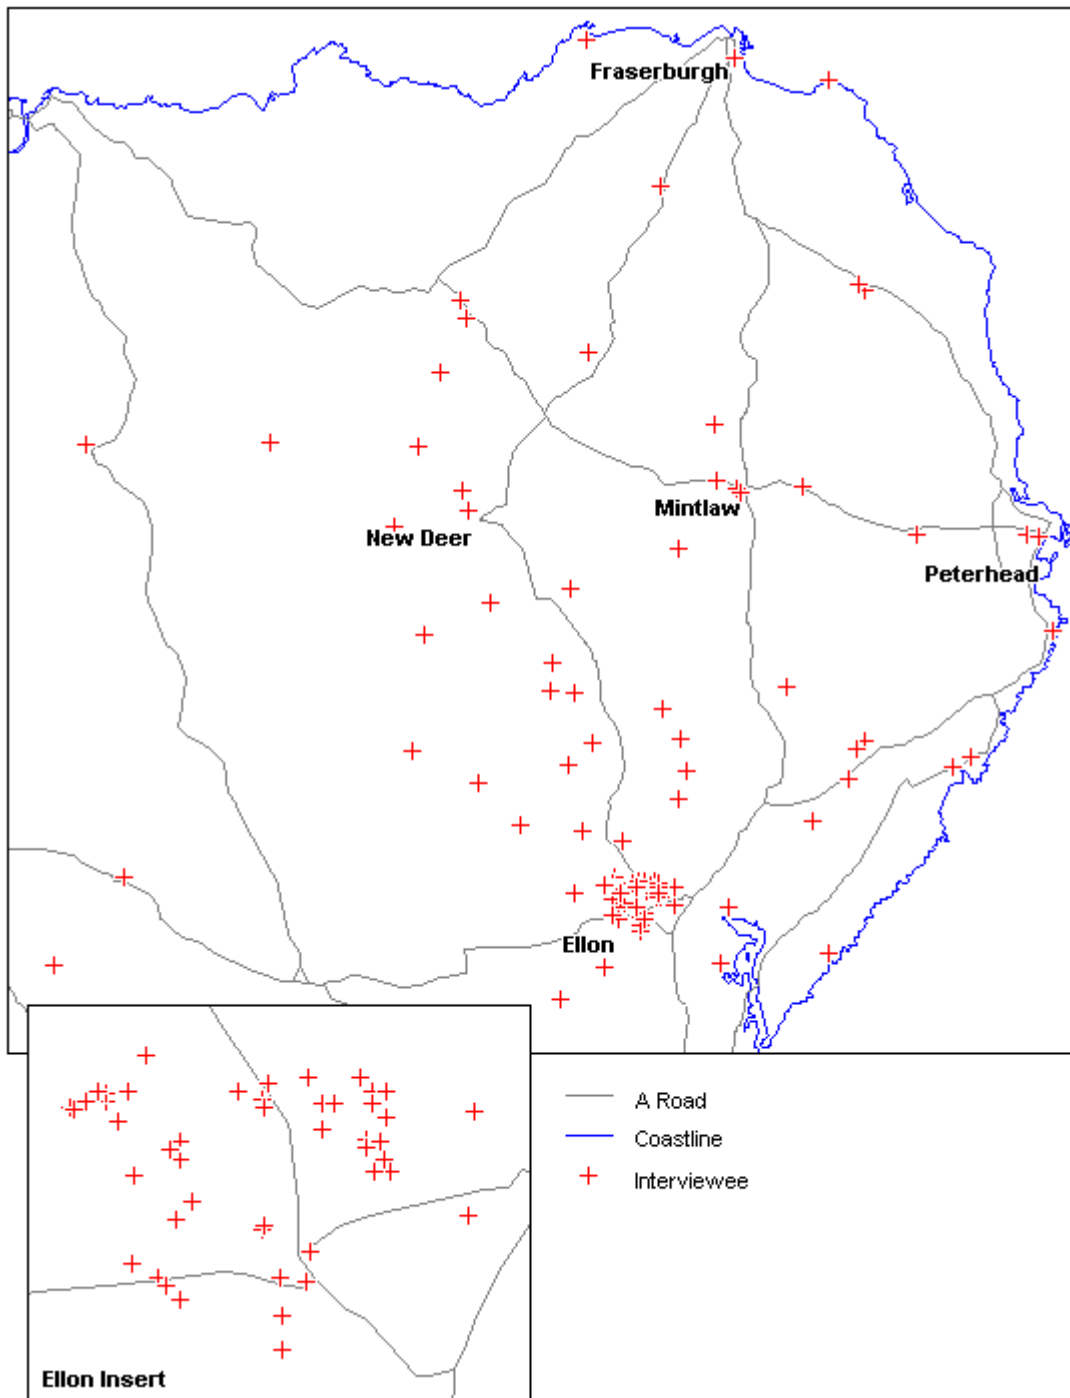 Fraserburgh
Mintlaw
New Deer
Peterhead
Ellon
A Road
Coastline
Interviewee
Ellon Insert